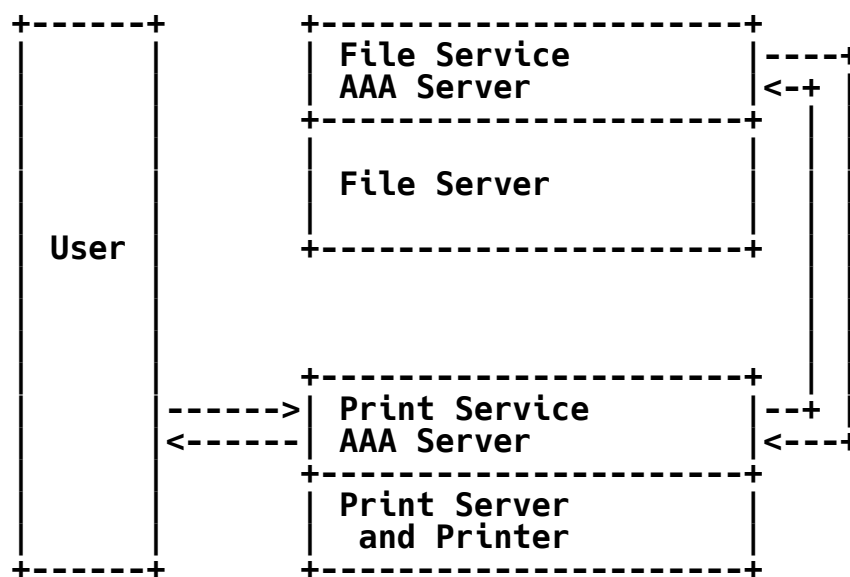 File Service
AAA Server
File Server
User
Print Service
AAA Server
Print Server
and Printer